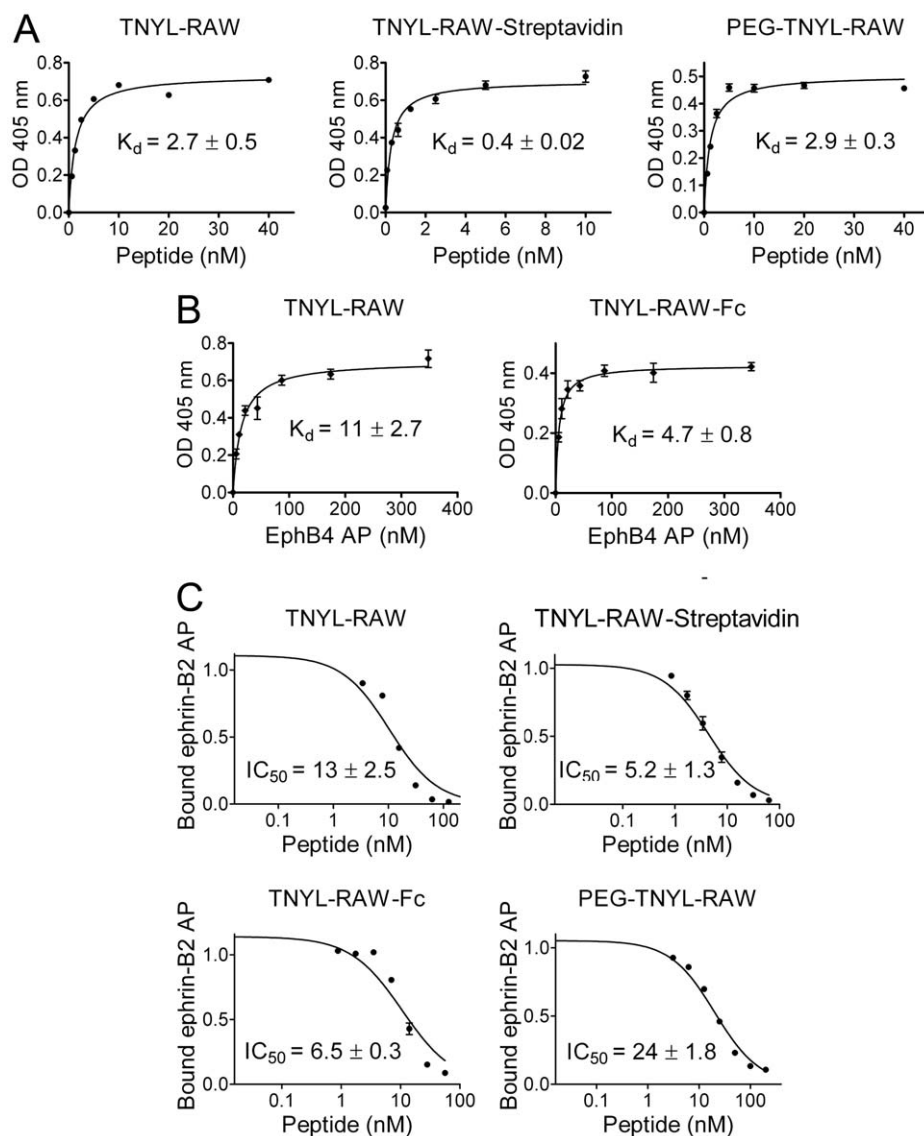 A
TNYL-RAW
TNYL-RAW-Streptavidin
PEG-TNYL-RAW
OD 405 nm
0.8
0.6
0.4
0.2
0.0
Kd = 2.7 ± 0.5
0 10 20 30 40
Peptide (nM)
0.8
0.6
0.4
0.2
0.0
OD 405 nm
Kd = 0.4 ± 0.02
0 2 4 6 8 10
Peptide (nM)
OD 405 nm
0.5
0.4
0.3
0.2
0.1
0.0
Kd = 2.9 ± 0.3
0 10 20 30 40
Peptide (nM)
B
TNYL-RAW
TNYL-RAW-Fc
OD 405 nm
0.8
0.6
0.4
0.2
0.0
Kd = 11 ± 2.7
0 100 200 300 400
EphB4 AP (nM)
OD 405 nm
0.4
0.2
0.0
Kd = 4.7 ± 0.8
0 100 200 300 400
EphB4 AP (nM)
-
C
TNYL-RAW
TNYL-RAW-Streptavidin
Bound ephrin-B2 AP
1.0
0.5
0.0
IC50 = 13 ± 2.5
0.1 1 10 100
Peptide (nM)
Bound ephrin-B2 AP
1.0
0.5
0.0
IC50 = 5.2 ± 1.3
0.1 1 10 100
Peptide (nM)
TNYL-RAW-Fc
PEG-TNYL-RAW
Bound ephrin-B2 AP
1.0
0.5
0.0
IC50 = 6.5 ± 0.3
0.1 1 10 100
Peptide (nM)
Bound ephrin-B2 AP
1.0
0.5
0.0
IC50 = 24 ± 1.8
0.1 1 10 100
Peptide (nM)